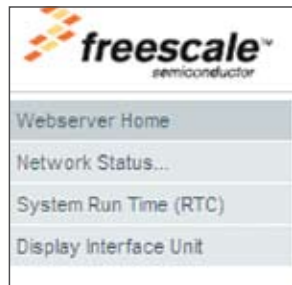 freescale™
semiconductor
Webserver Home
Network Status...
System Run Time (RTC)
Display Interface Unit